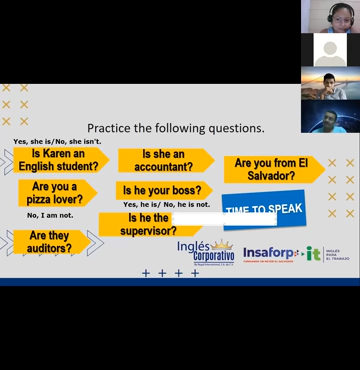 Practice the following questions.
Yes, she is/No, she isn't.
Is Karen an
English student?
Is she an
accountant?
Are you from El
Salvador?
Are you a
pizza lover?
Is he your boss?
Yes, he is/ No, he is not.
No, I am not.
Is he the
supervisor?
TIME TO SPEAK
Are they
auditors?
Inglés
Corporativo
Insaforp
it
INGLÉS
PARA
EL TRABAJO